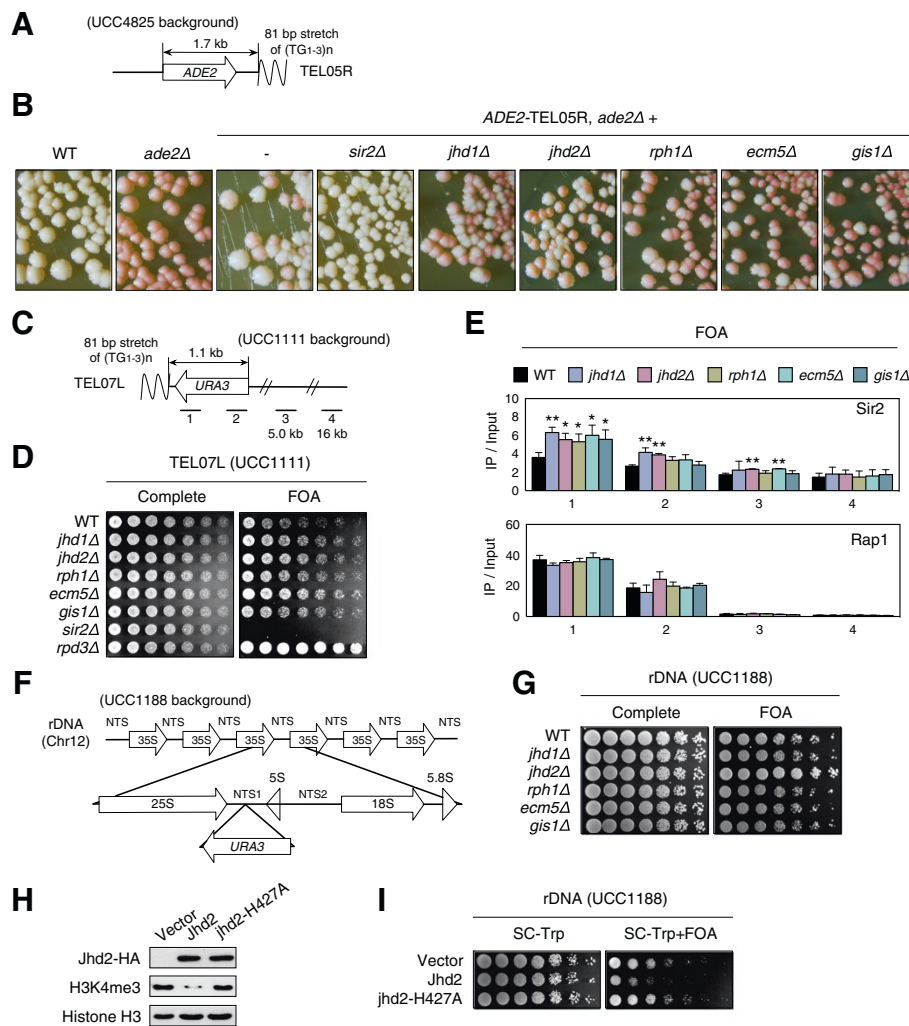 A
(UCC4825 background)
1.7 kb
81 bp stretch
of (TG1-3)n
ADE2
TEL05R
B
ADE2-TEL05R, ade2Δ +
WT
ade2Δ
-
sir2Δ
jhd1Δ
jhd2Δ
rph1Δ
ecm5Δ
gis1Δ
C
81 bp stretch
of (TG1-3)n
(UCC1111 background)
1.1 kb
TEL07L
URA3
1
2
3
4
5.0 kb
16 kb
D
TEL07L (UCC1111)
Complete
FOA
WT
jhd1Δ
jhd2Δ
rph1Δ
ecm5Δ
gis1Δ
sir2Δ
rpd3Δ
E
FOA
WT
jhd1Δ
jhd2Δ
rph1Δ
ecm5Δ
gis1Δ
Sir2
IP / Input
10
8
6
4
2
0
** * * * *
** **
** **
1
2
3
4
Rap1
IP / Input
60
40
20
0
1
2
3
4
F
(UCC1188 background)
rDNA
(Chr12)
NTS NTS NTS NTS NTS NTS NTS
35S 35S 35S 35S 35S 35S
5S
5.8S
25S
NTS1
NTS2
18S
URA3
G
rDNA (UCC1188)
Complete
FOA
WT
jhd1Δ
jhd2Δ
rph1Δ
ecm5Δ
gis1Δ
H
Vector
Jhd2
jhd2-H427A
Jhd2-HA
H3K4me3
Histone H3
I
rDNA (UCC1188)
SC-Trp
SC-Trp+FOA
Vector
Jhd2
jhd2-H427A